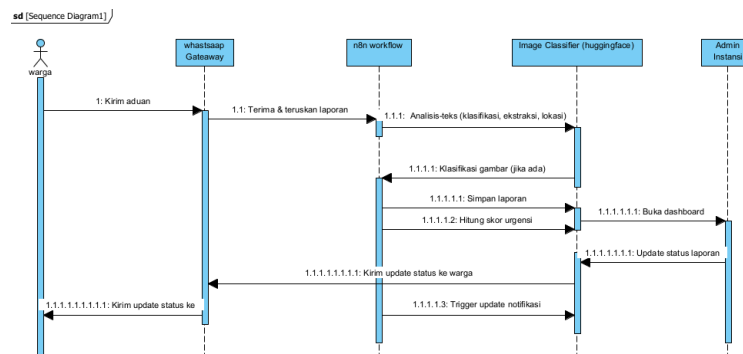 sd [Sequence Diagram1]
warga
whastsaap
Gateaway
n8n workflow
Image Classifier (huggingface)
Admin
Instansi
1: Kirim aduan
1.1: Terima & teruskan laporan
1.1.1: Analisis-teks (klasifikasi, ekstraksi, lokasi)
1.1.1.1: Klasifikasi gambar (jika ada)
1.1.1.1.1: Simpan laporan
1.1.1.1.2: Hitung skor urgensi
1.1.1.1.1.1: Buka dashboard
1.1.1.1.1.1.1: Update status laporan
1.1.1.1.1.1.1.1: Kirim update status ke warga
1.1.1.1.1.1.1.1.1: Kirim update status ke
1.1.1.1.3: Trigger update notifikasi